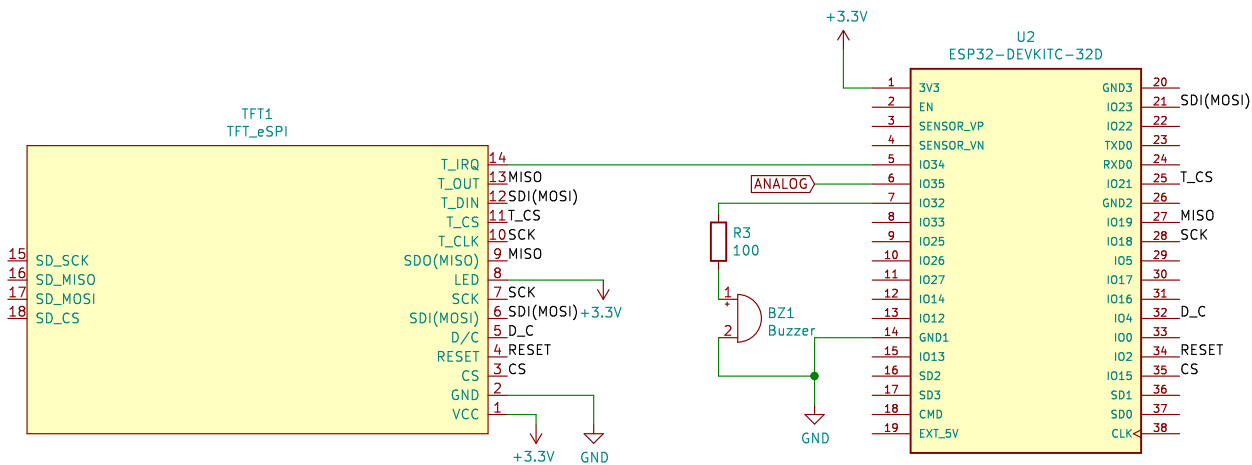 +3.3V
U2
ESP32-DEVKITC-32D
TFT1
TFT_eSPI
T_IRQ 14
T_OUT 13 MISO
T_DIN 12 SDI(MOSI)
T_CS 11 T_CS
T_CLK 10 SCK
15 SD_SCK SDO(MISO) 9 MISO
16 SD_MISO LED 8
17 SD_MOSI SCK 7 SCK
18 SD_CS SDI(MOSI) 6 SDI(MOSI)
+3.3V
D/C 5 D_C
RESET 4 RESET
CS 3 CS
GND 2
VCC 1
+3.3V
GND
ANALOG
R3
100
1
+
2
BZ1
Buzzer
GND
1 3V3 GND3 20
2 EN IO23 21 SDI(MOSI)
3 SENSOR_VP IO22 22
4 SENSOR_VN TXD0 23
5 IO34 RXD0 24
6 IO35 IO21 25 T_CS
7 IO32 GND2 26
8 IO33 IO19 27 MISO
9 IO25 IO18 28 SCK
10 IO26 IO5 29
11 IO27 IO17 30
12 IO14 IO16 31
13 IO12 IO4 32 D_C
14 GND1 IO0 33
15 IO13 IO2 34 RESET
16 SD2 IO15 35 CS
17 SD3 SD1 36
18 CMD SD0 37
19 EXT_5V CLK 38